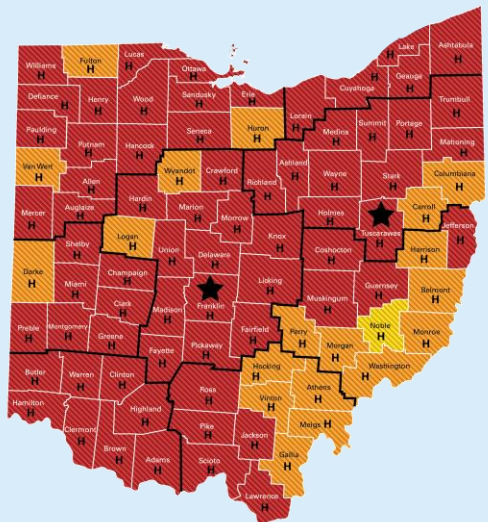 Williams
H
Fulton
H
Lucas
H
Ottawa
H
Lake
H
Ashtabula
H
Geauga
H
Cuyahoga
H
Defiance
H
Henry
H
Wood
H
Sandusky
H
Erie
H
Lorain
H
Trumbull
H
Paulding
H
Putnam
H
Hancock
H
Seneca
H
Huron
H
Medina
H
Summit
H
Portage
H
Mahoning
H
Van Wert
H
Allen
H
Wyandot
H
Crawford
H
Richland
H
Ashland
H
Wayne
H
Stark
H
Columbiana
H
Mercer
H
Auglaize
H
Hardin
H
Marion
H
Morrow
H
Holmes
H
Tuscarawas
H
Carroll
H
Jefferson
H
Shelby
H
Logan
H
Union
H
Delaware
H
Knox
H
Coshocton
H
Harrison
H
Darke
H
Miami
H
Champaign
H
Clark
H
Madison
H
Franklin
H
Licking
H
Muskingum
H
Guernsey
H
Belmont
H
Preble
H
Montgomery
H
Greene
H
Fayette
H
Pickaway
H
Fairfield
H
Perry
H
Morgan
H
Noble
H
Monroe
H
Butler
H
Warren
H
Clinton
H
Ross
H
Hocking
H
Athens
H
Washington
H
Hamilton
H
Clermont
H
Highland
H
Vinton
H
Meigs
H
Brown
H
Adams
H
Pike
H
Scioto
H
Jackson
H
Gallia
H
Lawrence
H